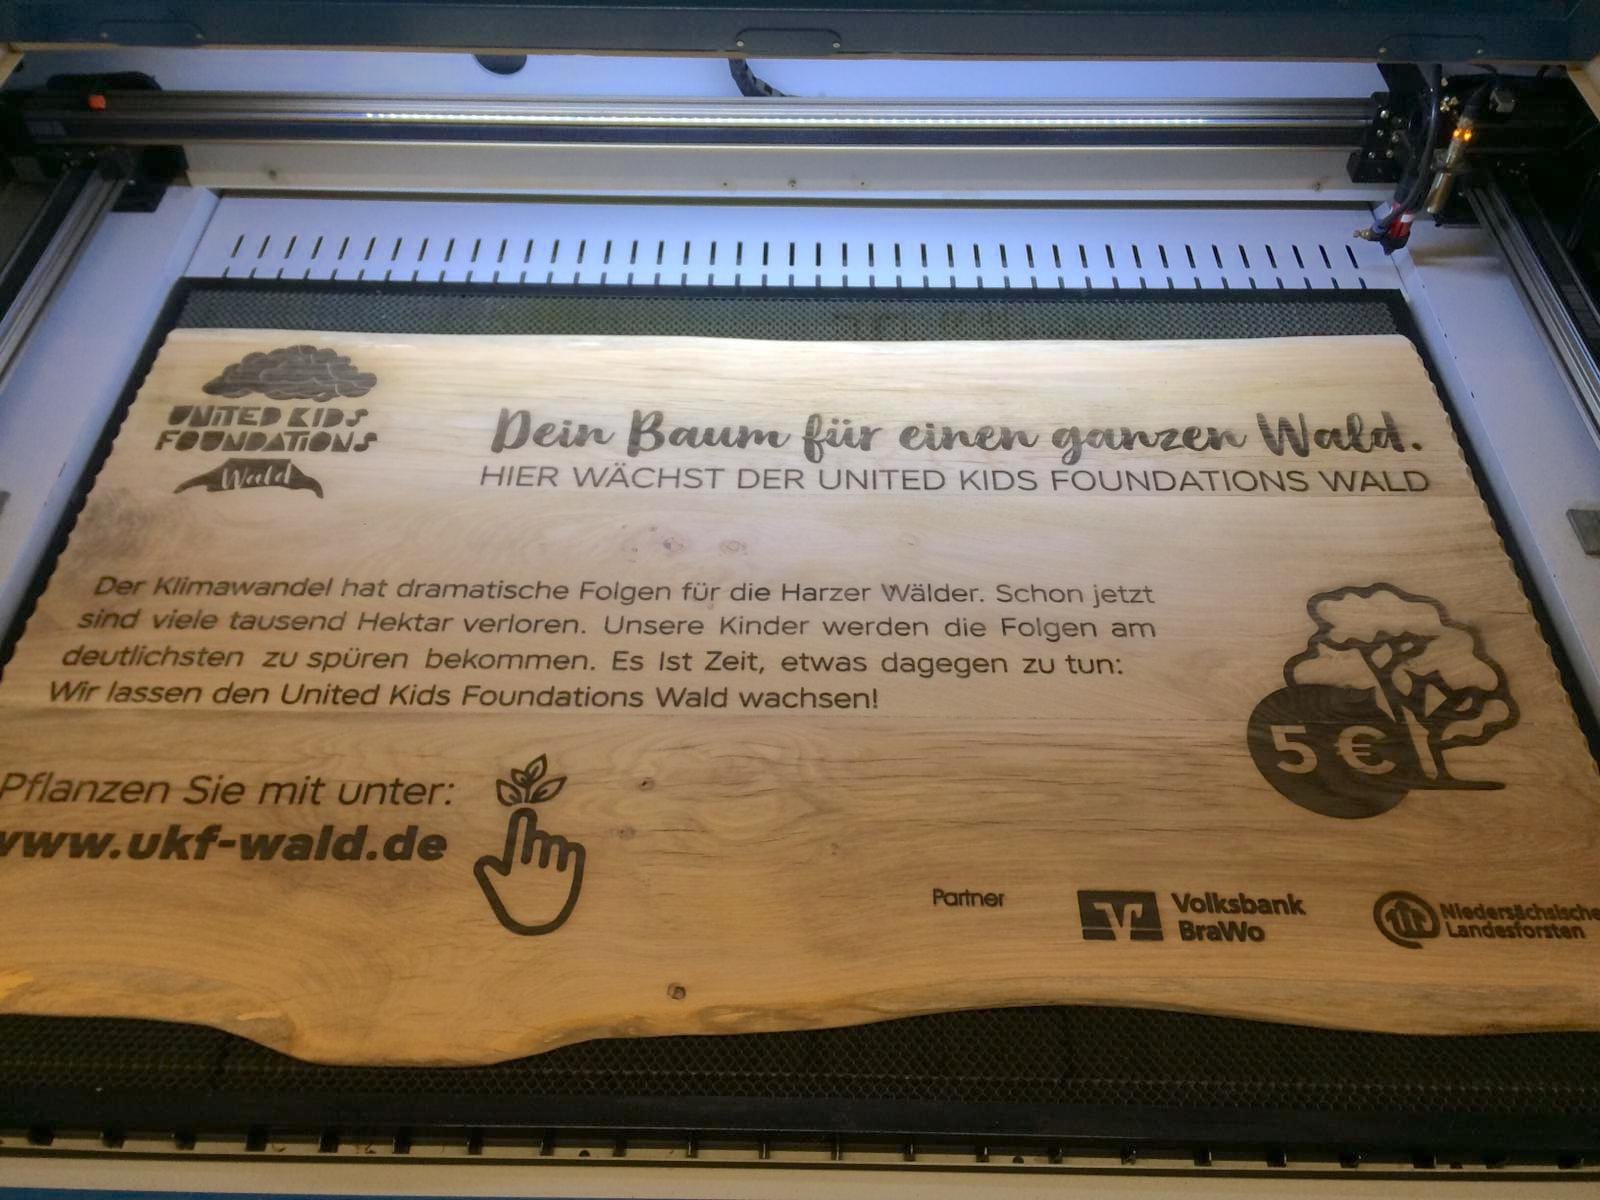 UNITED KIDS
FOUNDATIONS
Wald
Dein Baum für einen ganzen Wald.
HIER WÄCHST DER UNITED KIDS FOUNDATIONS WALD
Der Klimawandel hat dramatische Folgen für die Harzer Wälder. Schon jetzt
sind viele tausend Hektar verloren. Unsere Kinder werden die Folgen am
deutlichsten zu spüren bekommen. Es Ist Zeit, etwas dagegen zu tun:
Wir lassen den United Kids Foundations Wald wachsen!
5 €
Pflanzen Sie mit unter:
www.ukf-wald.de
Partner
Volksbank
BraWo
Niedersächsische
Landesforsten